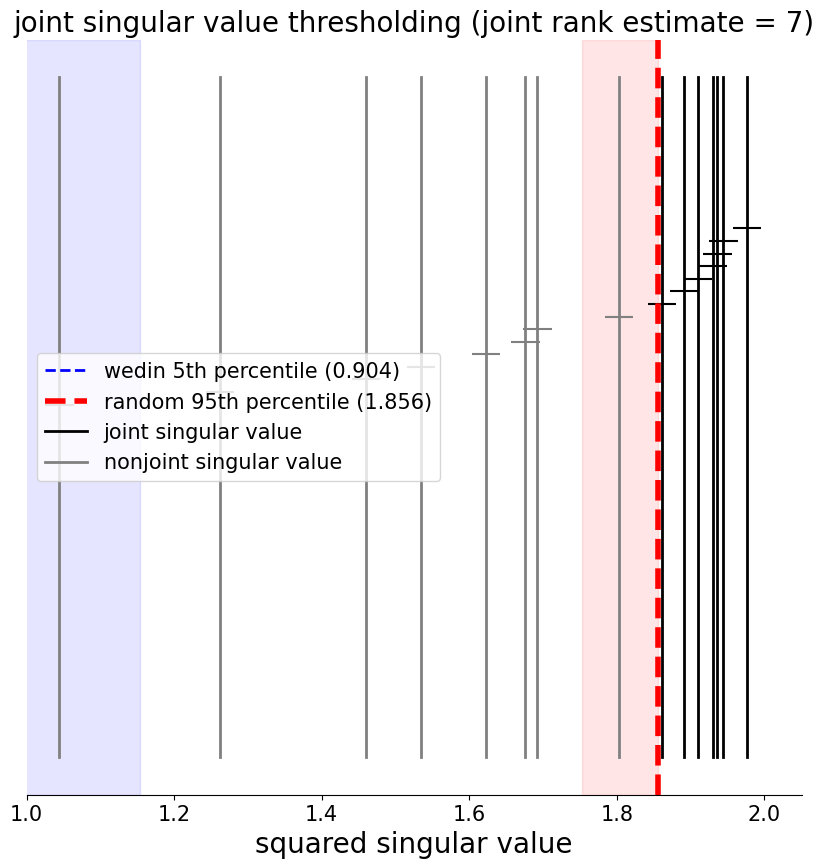 joint singular value thresholding (joint rank estimate = 7)
wedin 5th percentile (0.904)
random 95th percentile (1.856)
joint singular value
nonjoint singular value
1.0 1.2 1.4 1.6 1.8 2.0
squared singular value